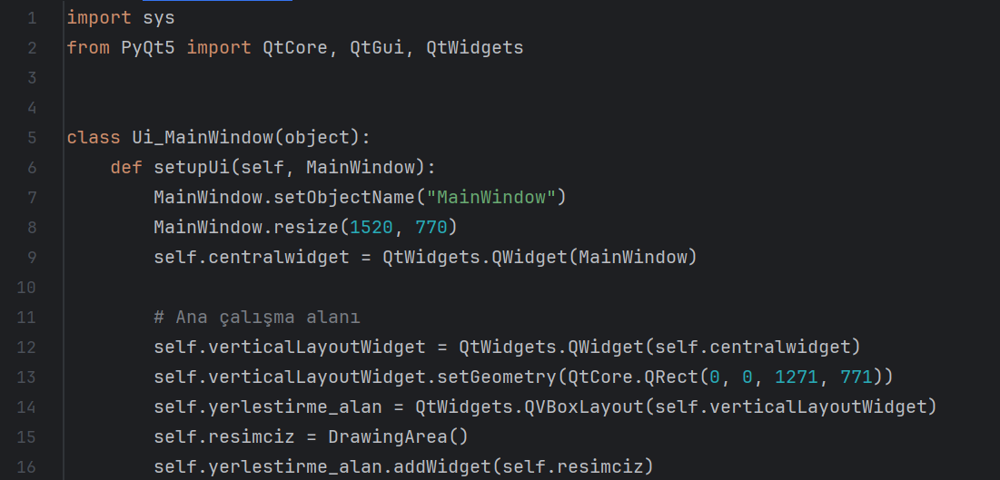 1 import sys
2 from PyQt5 import QtCore, QtGui, QtWidgets
3
4
5 class Ui_MainWindow(object):
6     def setupUi(self, MainWindow):
7         MainWindow.setObjectName("MainWindow")
8         MainWindow.resize(1520, 770)
9         self.centralwidget = QtWidgets.QWidget(MainWindow)
10
11         # Ana çalışma alanı
12         self.verticalLayoutWidget = QtWidgets.QWidget(self.centralwidget)
13         self.verticalLayoutWidget.setGeometry(QtCore.QRect(0, 0, 1271, 771))
14         self.yerlestirme_alan = QtWidgets.QVBoxLayout(self.verticalLayoutWidget)
15         self.resimciz = DrawingArea()
16         self.yerlestirme_alan.addWidget(self.resimciz)